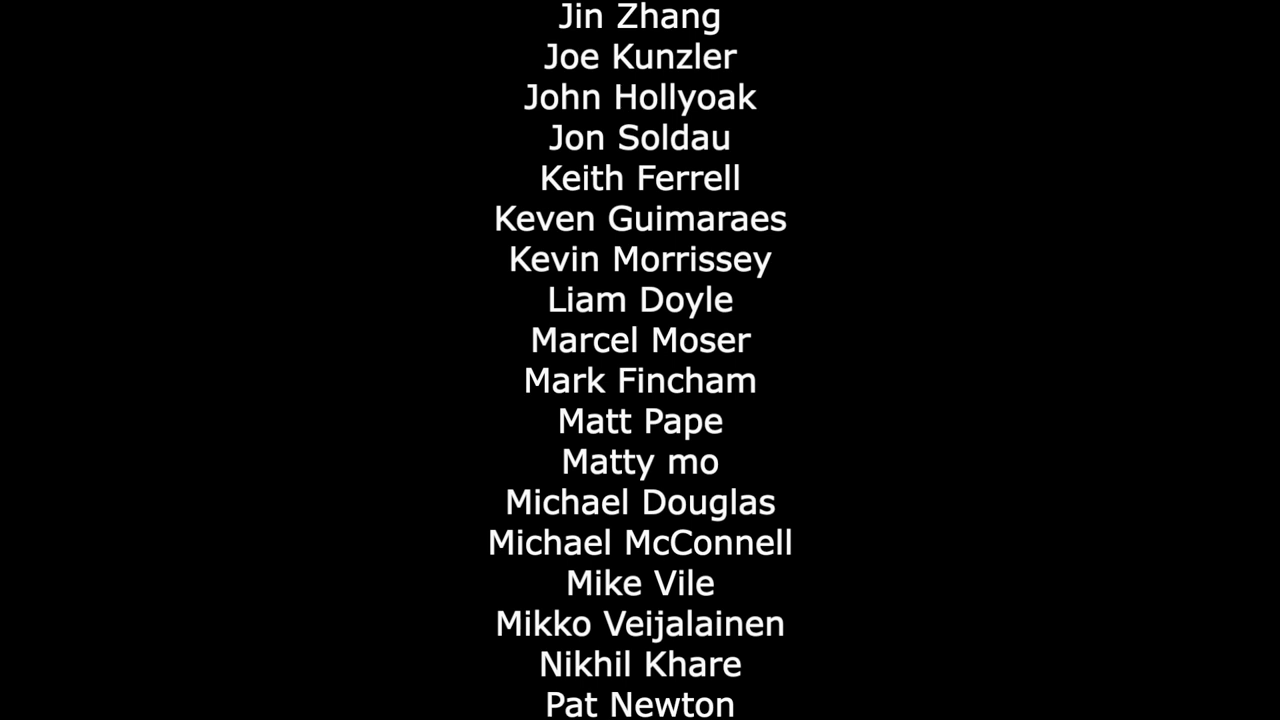 Jin Zhang
Joe Kunzler
John Hollyoak
Jon Soldau
Keith Ferrell
Keven Guimaraes
Kevin Morrissey
Liam Doyle
Marcel Moser
Mark Fincham
Matt Pape
Matty mo
Michael Douglas
Michael McConnell
Mike Vile
Mikko Veijalainen
Nikhil Khare
Pat Newton